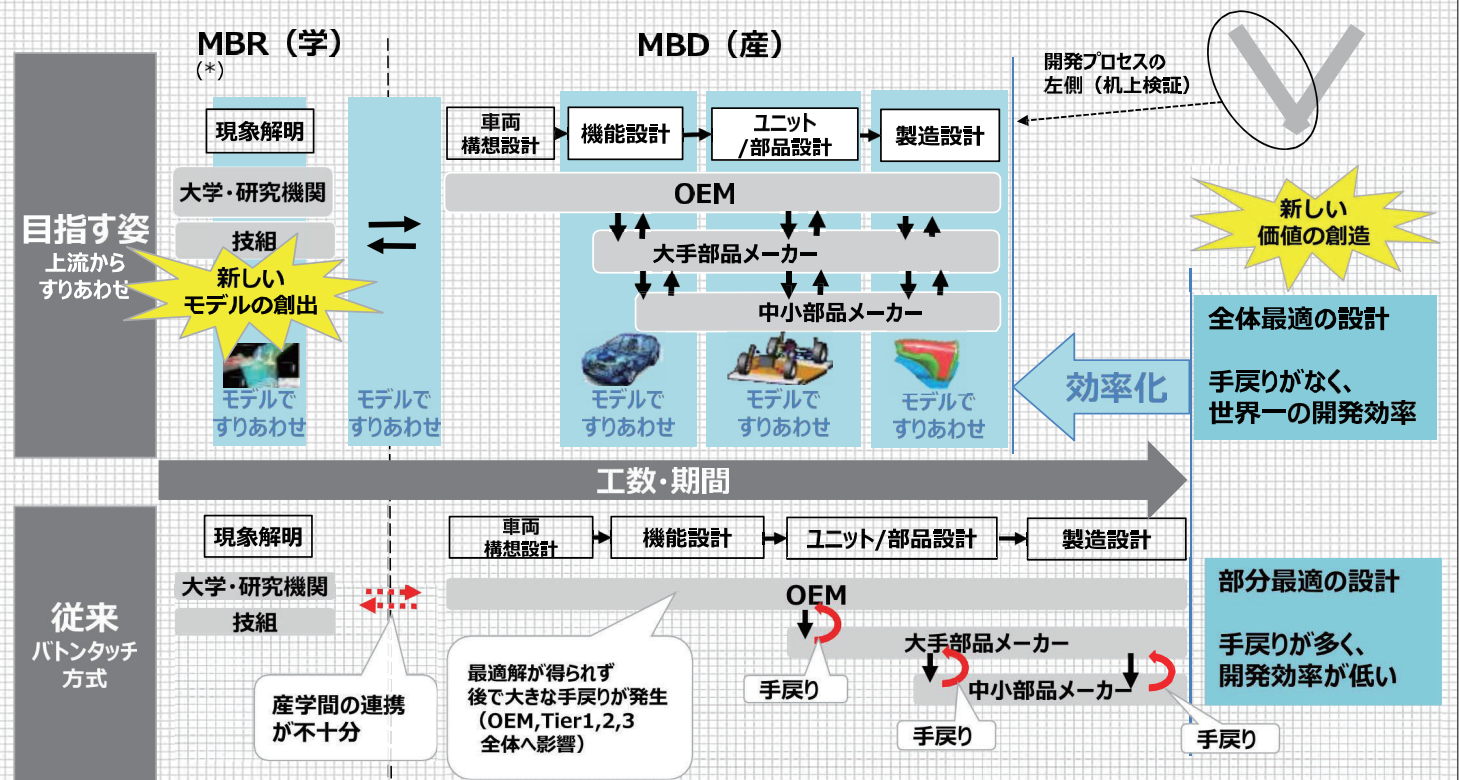 MBR（学）
(*)
MBD（産）
開発プロセスの
左側（机上検証）
目指す姿
上流から
すりあわせ
現象解明
車両
構想設計
機能設計
ユニット
/部品設計
製造設計
大学・研究機関
技組
OEM
大手部品メーカー
中小部品メーカー
新しい
モデルの創出
新しい
価値の創造
モデルで
すりあわせ
モデルで
すりあわせ
モデルで
すりあわせ
モデルで
すりあわせ
モデルで
すりあわせ
効率化
全体最適の設計
手戻りがなく、
世界一の開発効率
工数・期間
従来
バトンタッチ
方式
現象解明
車両
構想設計
機能設計
ユニット/部品設計
製造設計
大学・研究機関
技組
OEM
大手部品メーカー
中小部品メーカー
産学間の連携
が不十分
最適解が得られず
後で大きな手戻りが発生
（OEM,Tier1,2,3
全体へ影響）
手戻り
手戻り
手戻り
部分最適の設計
手戻りが多く、
開発効率が低い